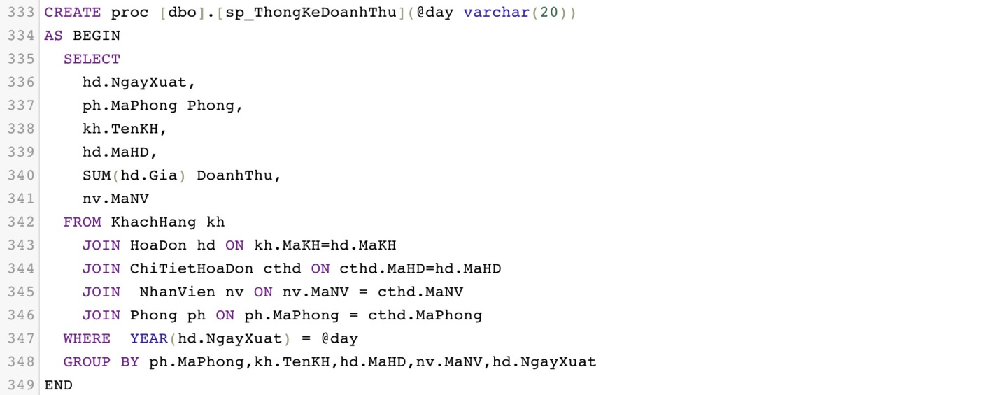 333 CREATE proc [dbo].[sp_ThongKeDoanhThu](@day varchar(20))
334 AS BEGIN
335   SELECT
336     hd.NgayXuat,
337     ph.MaPhong Phong,
338     kh.TenKH,
339     hd.MaHD,
340     SUM(hd.Gia) DoanhThu,
341     nv.MaNV
342   FROM KhachHang kh
343     JOIN HoaDon hd ON kh.MaKH=hd.MaKH
344     JOIN ChiTietHoaDon cthd ON cthd.MaHD=hd.MaHD
345     JOIN  NhanVien nv ON nv.MaNV = cthd.MaNV
346     JOIN Phong ph ON ph.MaPhong = cthd.MaPhong
347   WHERE  YEAR(hd.NgayXuat) = @day
348   GROUP BY ph.MaPhong,kh.TenKH,hd.MaHD,nv.MaNV,hd.NgayXuat
349 END